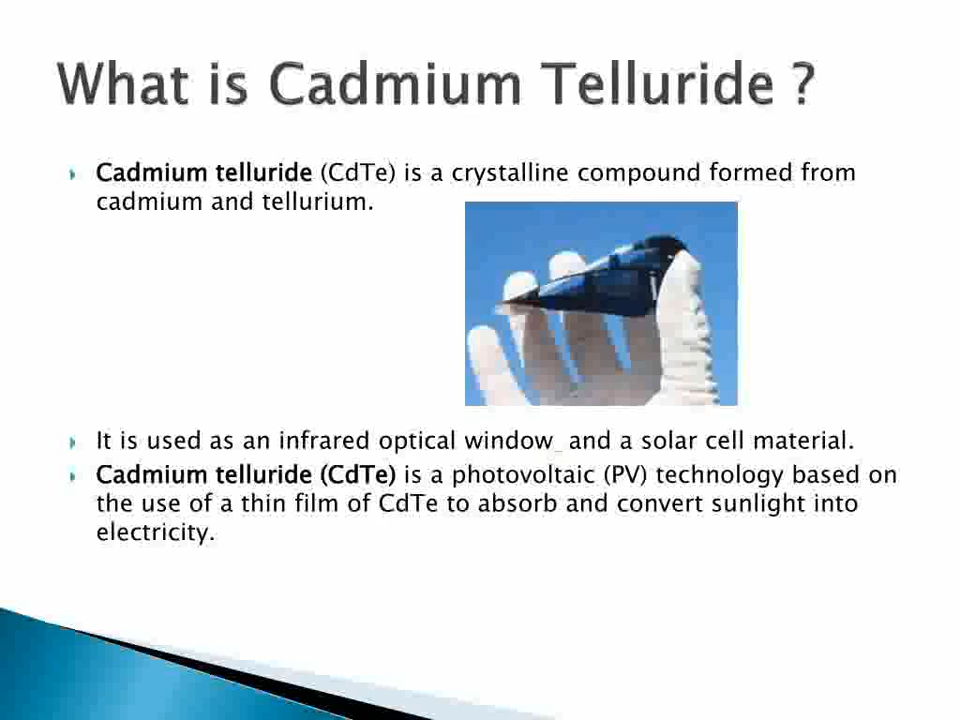 What is Cadmium Telluride ?
Cadmium telluride (CdTe) is a crystalline compound formed from
cadmium and tellurium.
It is used as an infrared optical window and a solar cell material.
Cadmium telluride (CdTe) is a photovoltaic (PV) technology based on
the use of a thin film of CdTe to absorb and convert sunlight into
electricity.